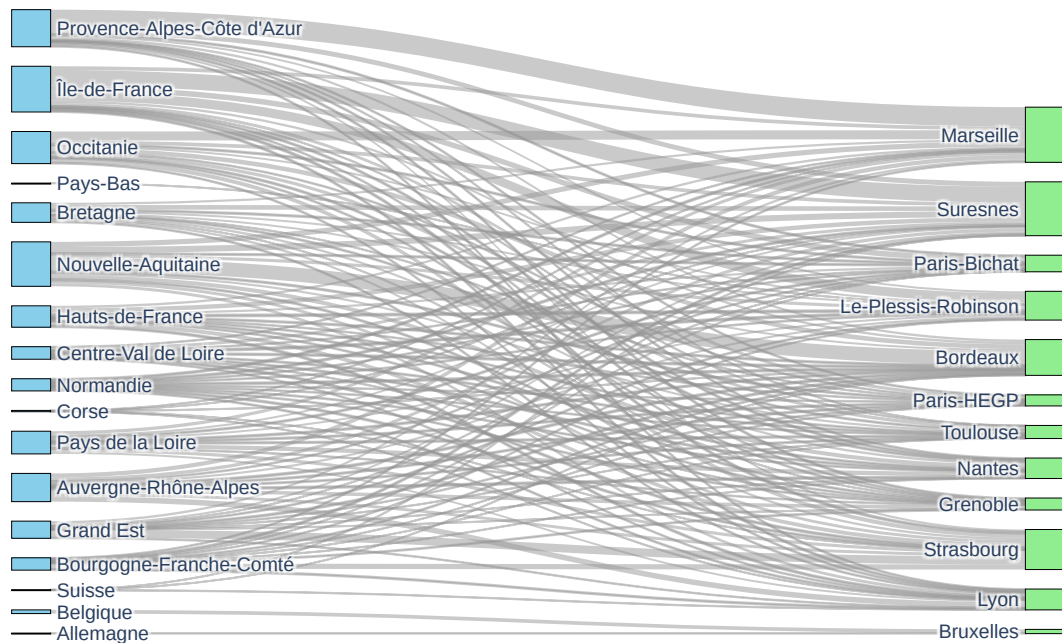 Provence-Alpes-Côte d'Azur
Île-de-France
Occitanie
Pays-Bas
Bretagne
Nouvelle-Aquitaine
Hauts-de-France
Centre-Val de Loire
Normandie
Corse
Pays de la Loire
Auvergne-Rhône-Alpes
Grand Est
Bourgogne-Franche-Comté
Suisse
Belgique
Allemagne
Marseille
Suresnes
Paris-Bichat
Le-Plessis-Robinson
Bordeaux
Paris-HEGP
Toulouse
Nantes
Grenoble
Strasbourg
Lyon
Bruxelles